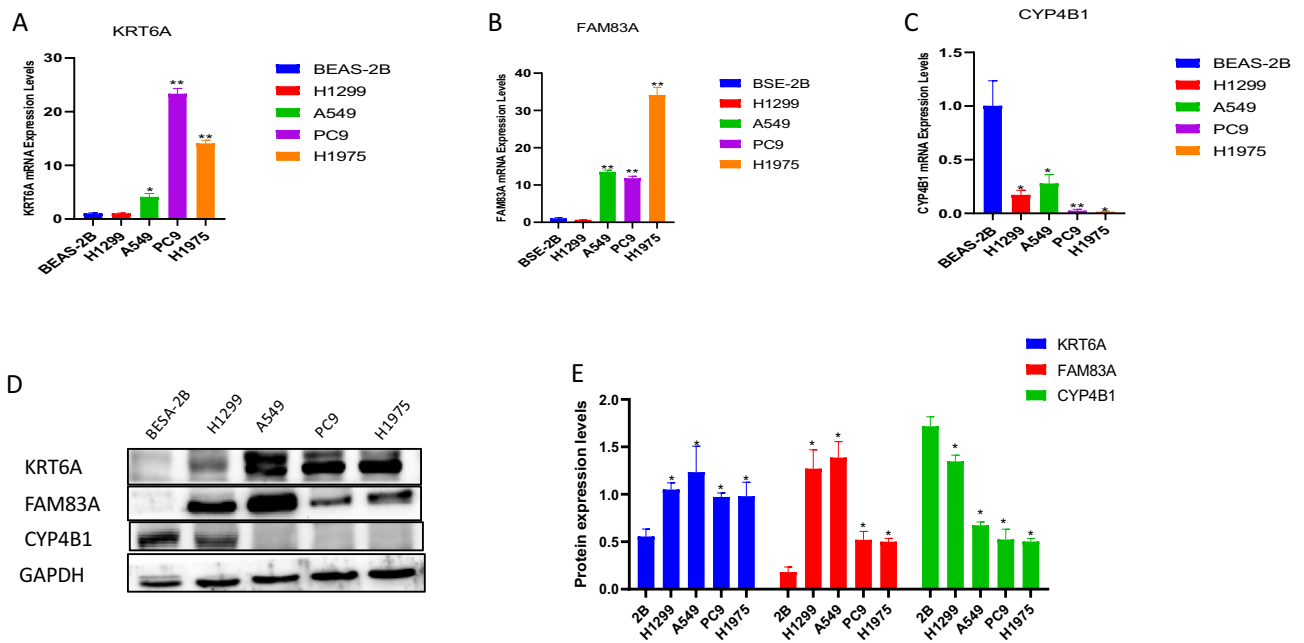 A
KRT6A
KRT6A mRNA Expression Levels
30
20
10
0
**
**
*
BEAS-2B
H1299
A549
PC9
H1975
BEAS-2B
H1299
A549
PC9
H1975
B
FAM83A
FAM83A mRNA Expression Levels
40
30
20
10
0
**
**
**
BSE-2B
H1299
A549
PC9
H1975
BSE-2B
H1299
A549
PC9
H1975
C
CYP4B1
CYP4B1 mRNA Expression Levels
1.5
1.0
0.5
0.0
*
*
**
*
BEAS-2B
H1299
A549
PC9
H1975
BEAS-2B
H1299
A549
PC9
H1975
D
BESA-2B
H1299
A549
PC9
H1975
KRT6A
FAM83A
CYP4B1
GAPDH
E
KRT6A
FAM83A
CYP4B1
Protein expression levels
2.0
1.5
1.0
0.5
0.0
*
*
*
*
*
*
*
*
*
*
*
*
2B
H1299
A549
PC9
H1975
2B
H1299
A549
PC9
H1975
2B
H1299
A549
PC9
H1975